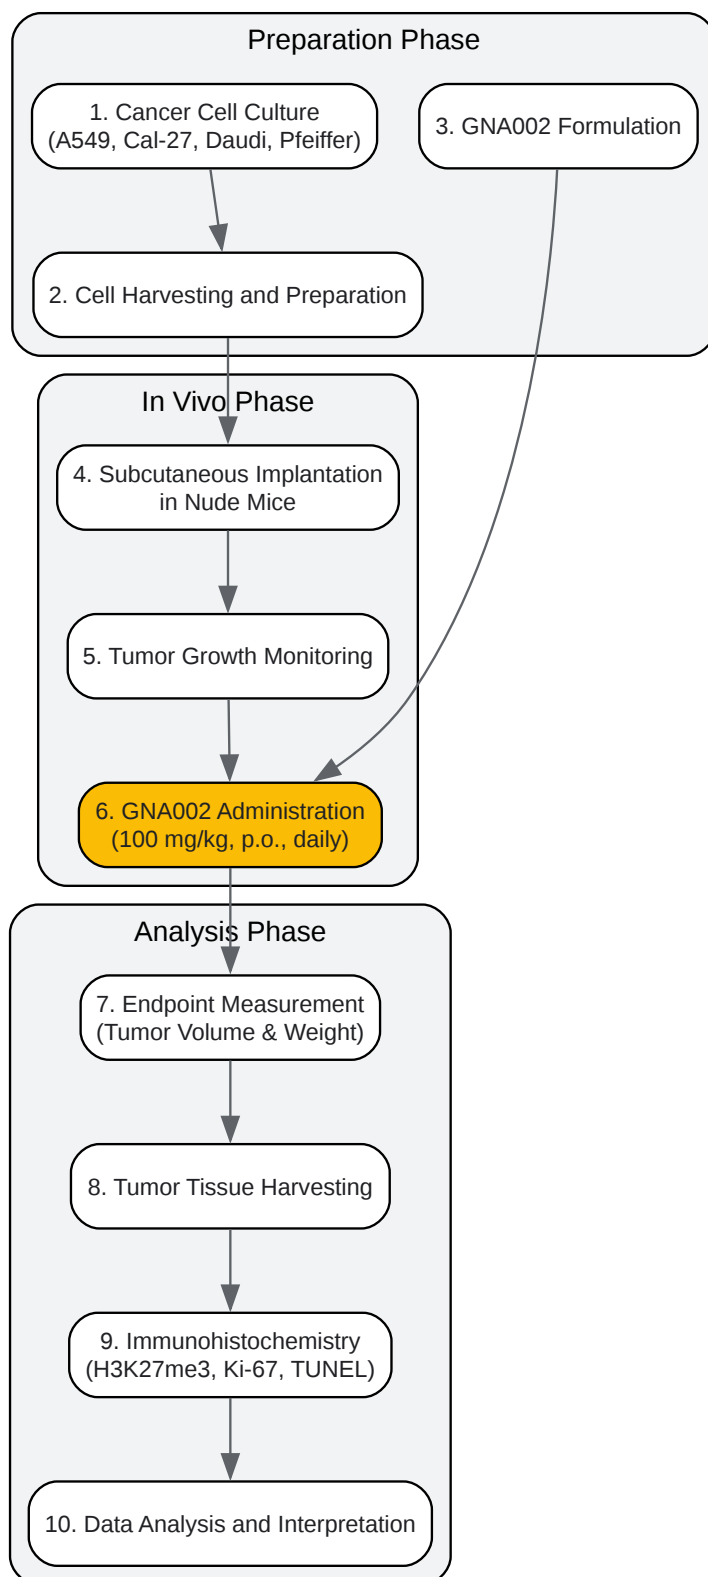 Preparation Phase
1. Cancer Cell Culture
(A549, Cal-27, Daudi, Pfeiffer)
3. GNA002 Formulation
2. Cell Harvesting and Preparation
In Vivo Phase
4. Subcutaneous Implantation
in Nude Mice
5. Tumor Growth Monitoring
6. GNA002 Administration
(100 mg/kg, p.o., daily)
Analysis Phase
7. Endpoint Measurement
(Tumor Volume & Weight)
8. Tumor Tissue Harvesting
9. Immunohistochemistry
(H3K27me3, Ki-67, TUNEL)
10. Data Analysis and Interpretation